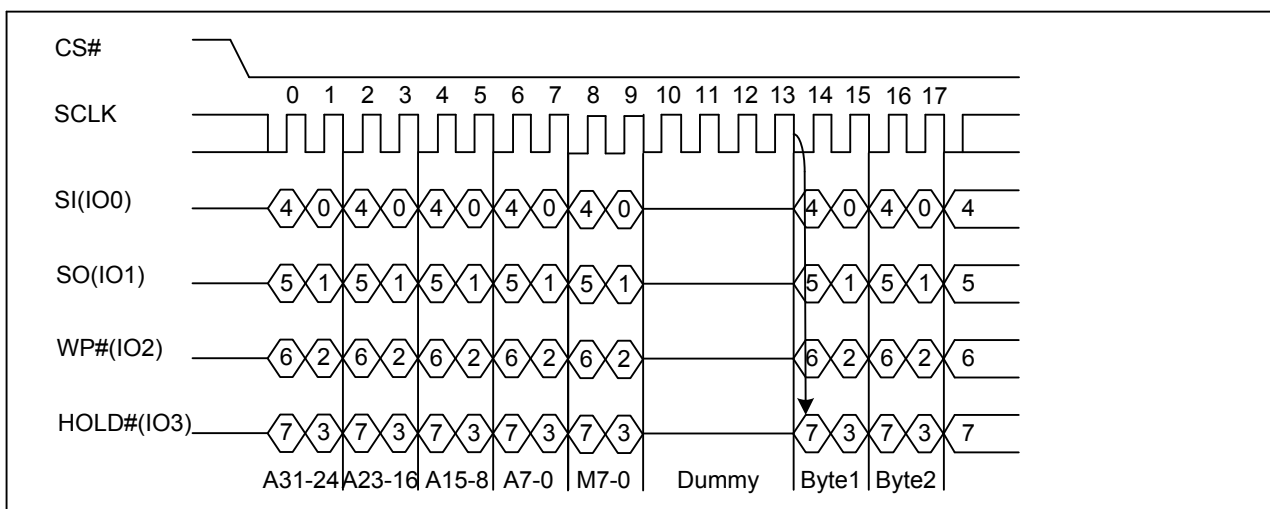 CS#
0 1 2 3 4 5 6 7 8 9 10 11 12 13 14 15 16 17
SCLK
SI(IO0) 4 0 4 0 4 0 4 0 4 0 4 0 4 0 4
SO(IO1) 5 1 5 1 5 1 5 1 5 1 5 1 5 1 5
WP#(IO2) 6 2 6 2 6 2 6 2 6 2 6 2 6 2 6
HOLD#(IO3) 7 3 7 3 7 3 7 3 7 3 7 3 7 3 7
A31-24 A23-16 A15-8 A7-0 M7-0 Dummy Byte1 Byte2